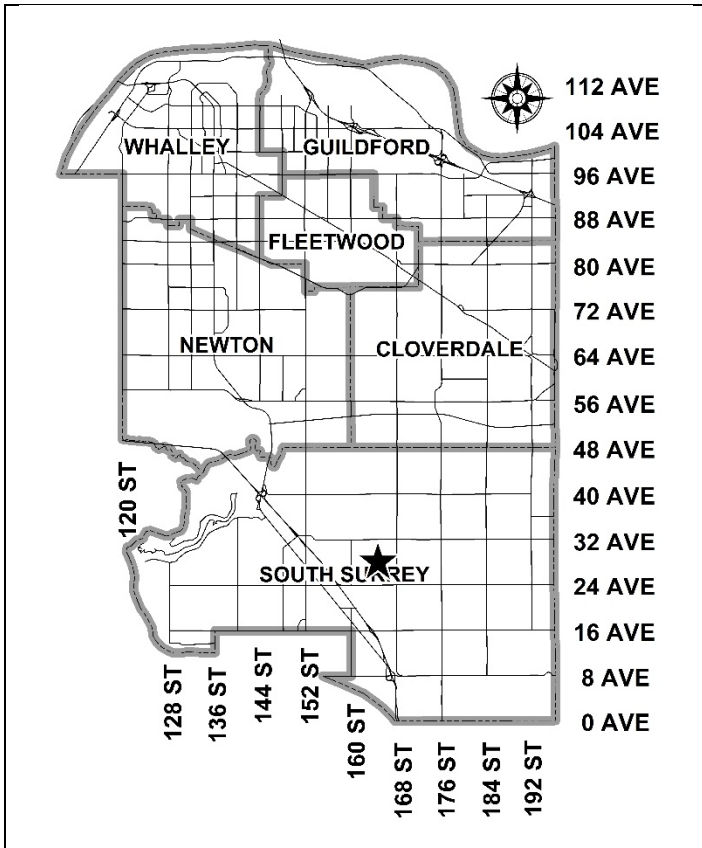 112 AVE
104 AVE
WHALLEY
GUILDFORD
96 AVE
88 AVE
FLEETWOOD
80 AVE
72 AVE
NEWTON
CLOVERDALE
64 AVE
56 AVE
48 AVE
120 ST
40 AVE
32 AVE
SOUTH SURREY
24 AVE
16 AVE
128 ST
136 ST
144 ST
152 ST
8 AVE
160 ST
0 AVE
168 ST
176 ST
184 ST
192 ST